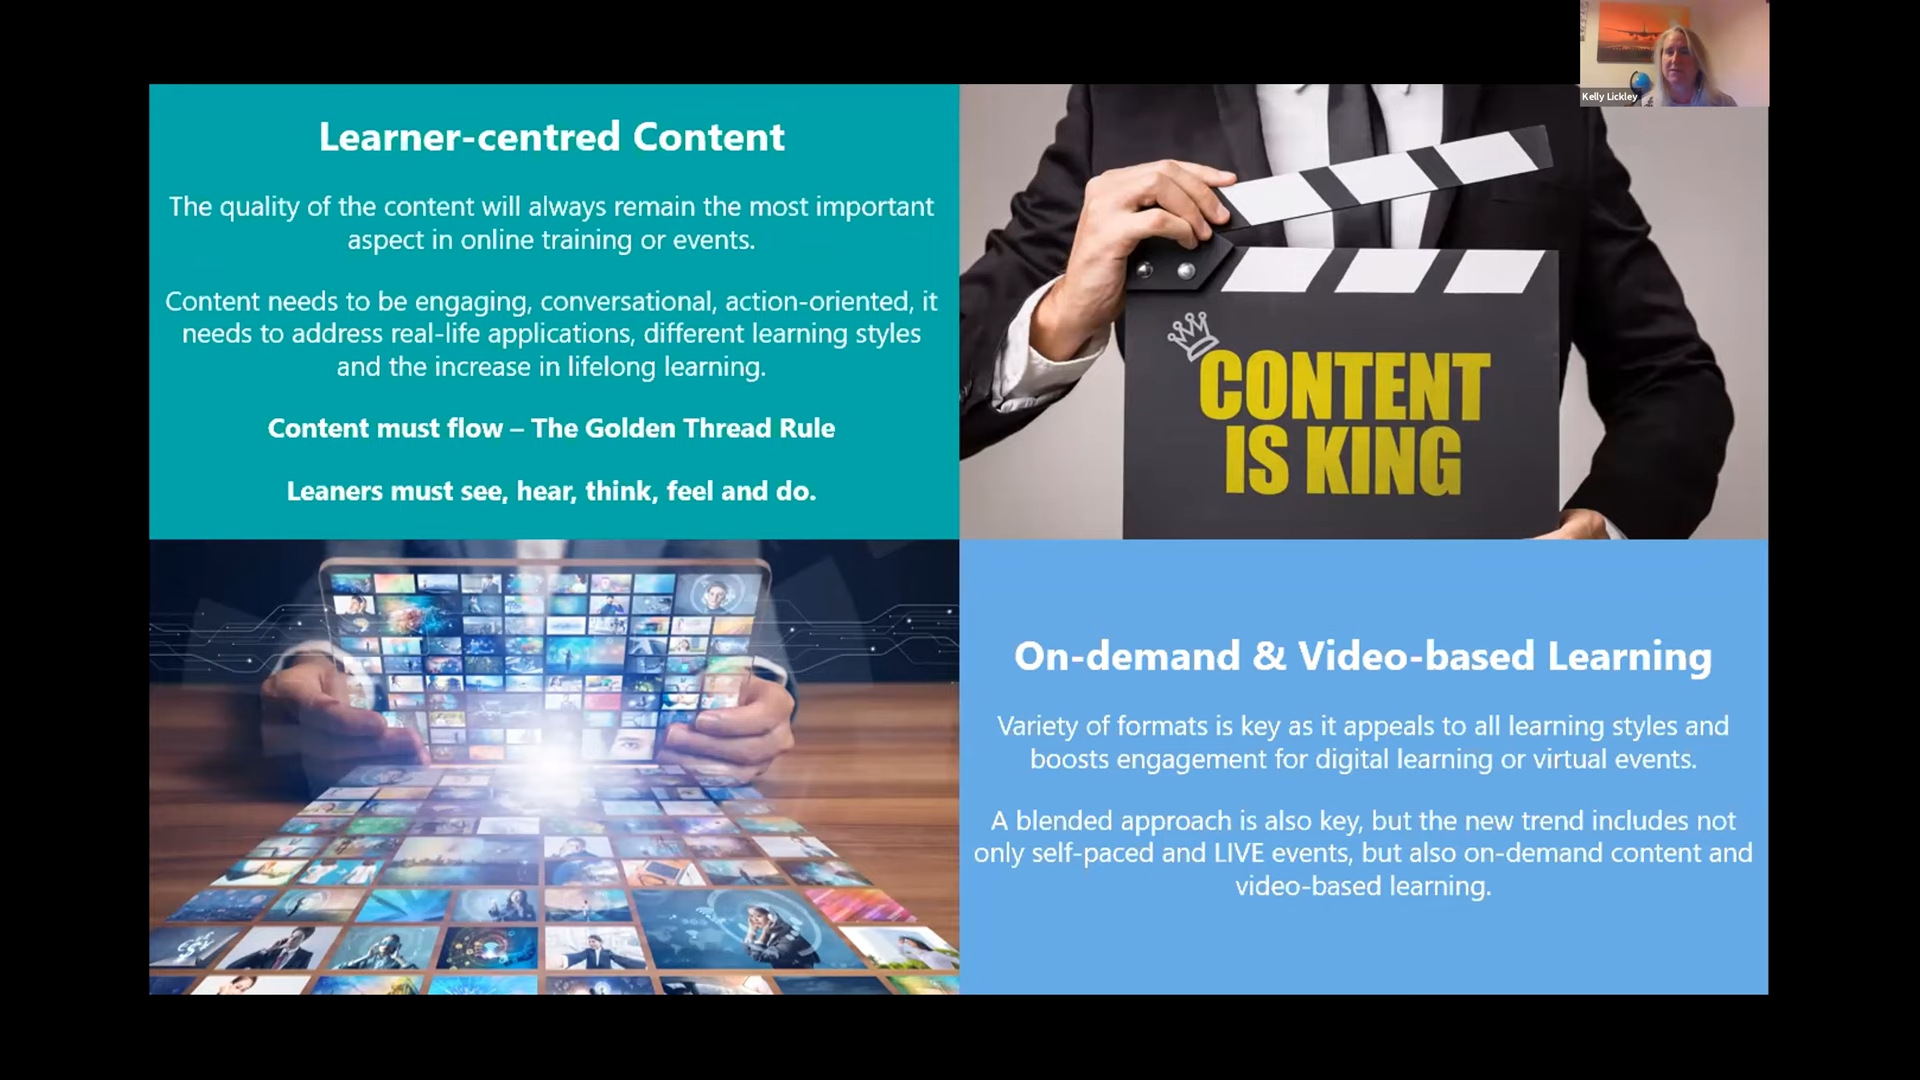 Kelly Lickley
Learner-centred Content
The quality of the content will always remain the most important
aspect in online training or events.
Content needs to be engaging, conversational, action-oriented, it
needs to address real-life applications, different learning styles
and the increase in lifelong learning.
Content must flow – The Golden Thread Rule
Leaners must see, hear, think, feel and do.
CONTENT
IS KING
On-demand & Video-based Learning
Variety of formats is key as it appeals to all learning styles and
boosts engagement for digital learning or virtual events.
A blended approach is also key, but the new trend includes not
only self-paced and LIVE events, but also on-demand content and
video-based learning.